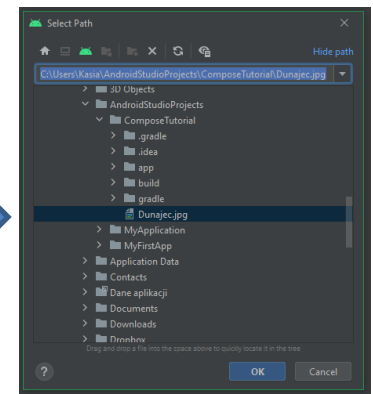 Select Path
Hide path
C:\Users\Kasia\AndroidStudioProjects\ComposeTutorial\Dunajec.jpg
3D Objects
AndroidStudioProjects
ComposeTutorial
.gradle
.idea
app
build
gradle
Dunajec.jpg
MyApplication
MyFirstApp
Application Data
Contacts
Dane aplikacji
Documents
Downloads
Dropbox
Drag and drop a file into the space above to quickly locate it in the tree
?
OK
Cancel